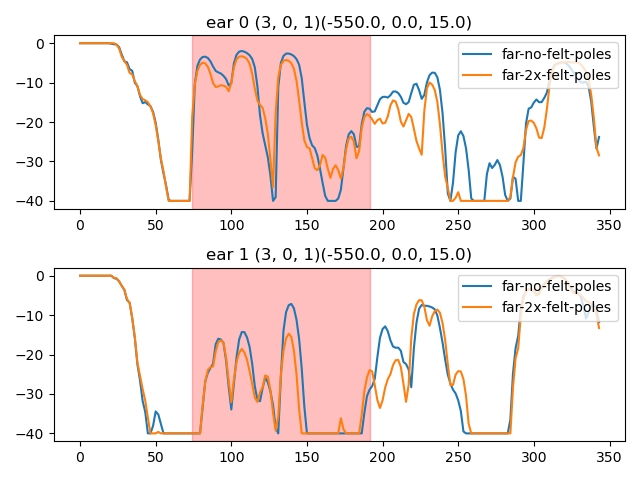 ear 0 (3, 0, 1)(-550.0, 0.0, 15.0)
0
−10
−20
−30
−40
far-no-felt-poles
far-2x-felt-poles
0 50 100 150 200 250 300 350
ear 1 (3, 0, 1)(-550.0, 0.0, 15.0)
0
−10
−20
−30
−40
far-no-felt-poles
far-2x-felt-poles
0 50 100 150 200 250 300 350